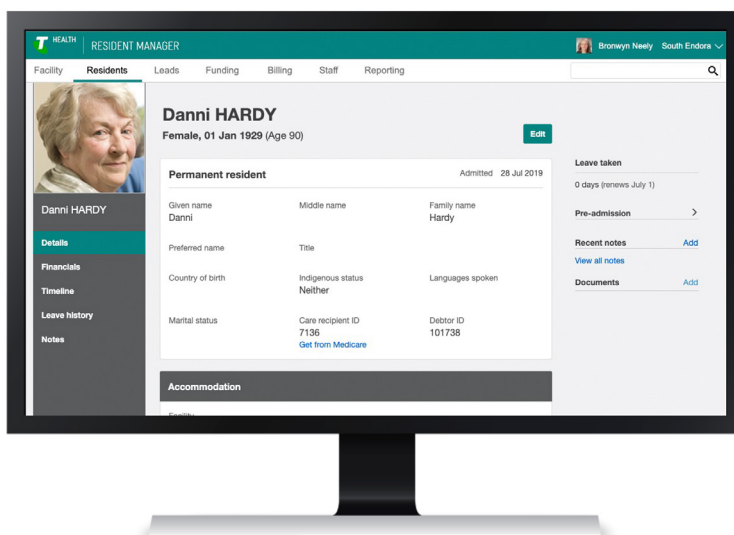 T HEALTH RESIDENT MANAGER Bronwyn Neely South Endora
Facility Residents Leads Funding Billing Staff Reporting
Danni HARDY
Female, 01 Jan 1929 (Age 90)
Edit
Permanent resident Admitted 28 Jul 2019
Given name Middle name Family name
Danni Hardy
Preferred name Title
Country of birth Indigenous status Languages spoken
Neither
Marital status Care recipient ID Debtor ID
7136 101738
Get from Medicare
Accommodation
Facility
Danni HARDY
Details
Financials
Timeline
Leave history
Notes
Leave taken
0 days (renews July 1)
Pre-admission
Recent notes Add
View all notes
Documents Add